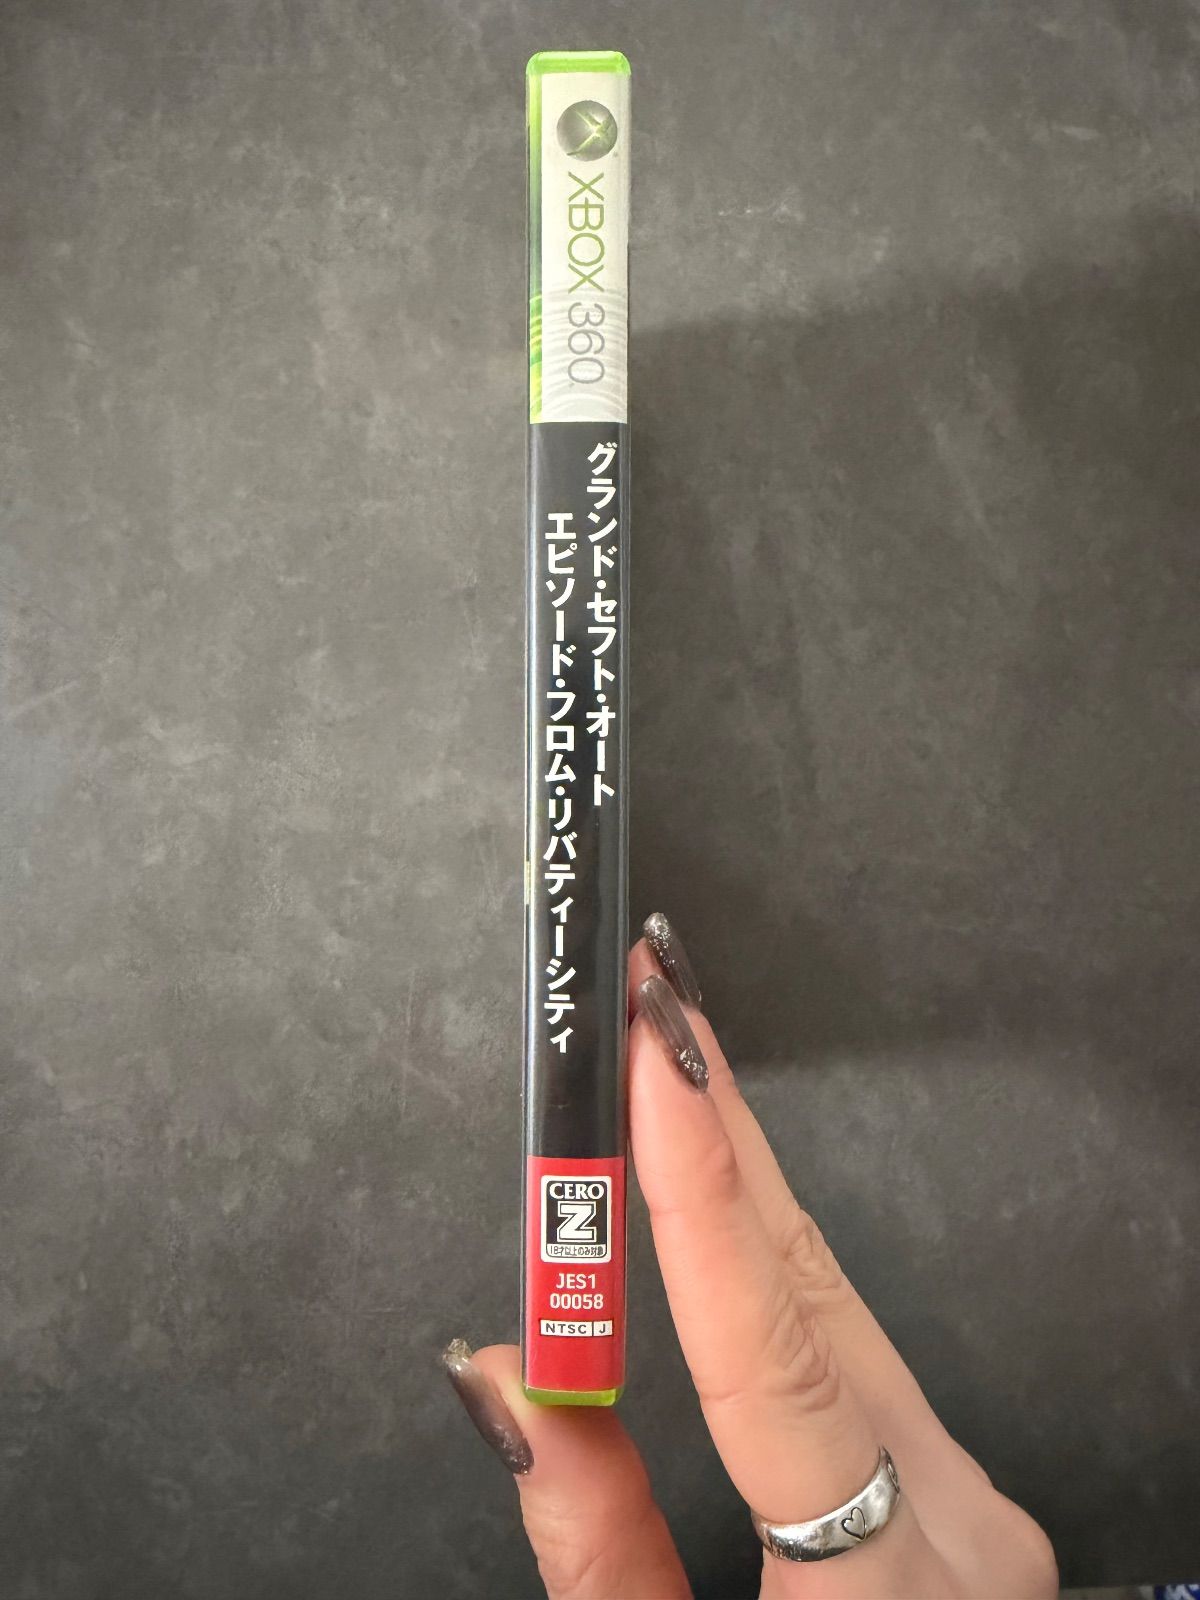 XBOX 360
グランド・セフト・オート
エピソード・フロム・リバティーシティ
CERO
Z
18才以上のみ対象
JES1
00058
NTSC J